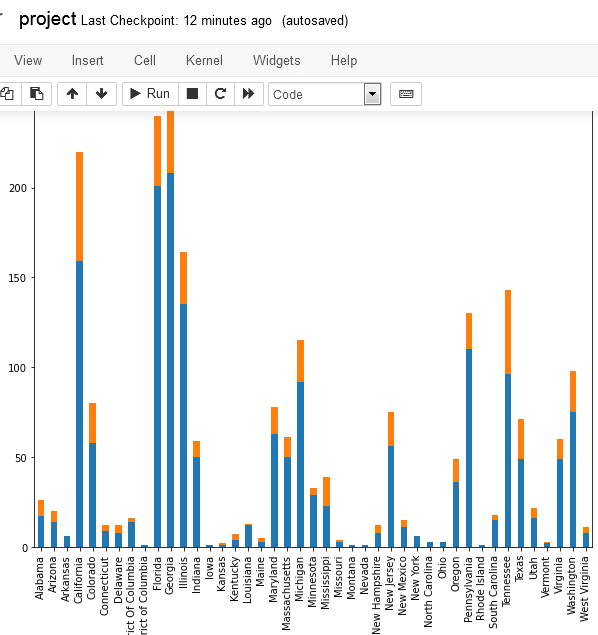 project Last Checkpoint: 12 minutes ago (autosaved)
View Insert Cell Kernel Widgets Help
Run Code
200
150
100
50
0
Alabama
Arizona
Arkansas
California
Colorado
Connecticut
Delaware
rict Of Columbia
rict of Columbia
Florida
Georgia
Illinois
Indiana
Iowa
Kansas
Kentucky
Louisiana
Maine
Maryland
Massachusetts
Michigan
Minnesota
Mississippi
Missouri
Montana
Nevada
New Hampshire
New Jersey
New Mexico
New York
North Carolina
Ohio
Oregon
Pennsylvania
Rhode Island
South Carolina
Tennessee
Texas
Utah
Vermont
Virginia
Washington
West Virginia